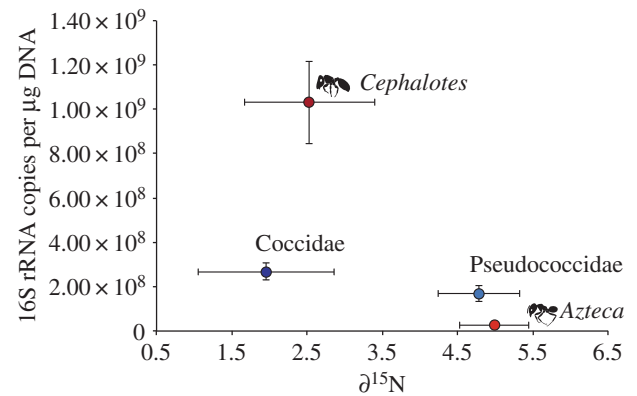 1.40 × 10⁹
1.20 × 10⁹
1.00 × 10⁹
8.00 × 10⁸
6.00 × 10⁸
4.00 × 10⁸
2.00 × 10⁸
0
16S rRNA copies per μg DNA
Cephalotes
Coccidae
Pseudococcidae
Azteca
0.5 1.5 2.5 3.5 4.5 5.5 6.5
∂¹⁵N